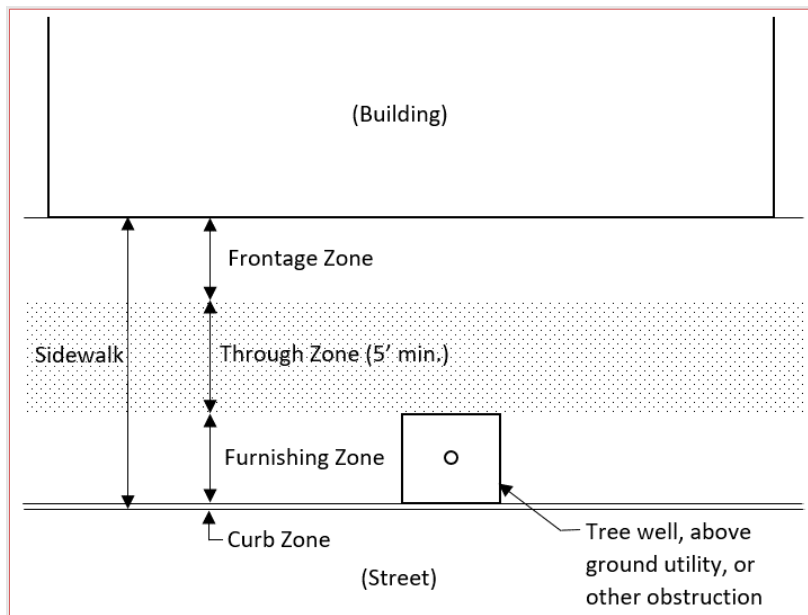 (Building)
Frontage Zone
Sidewalk
Through Zone (5’ min.)
Furnishing Zone
Curb Zone
Tree well, above
ground utility, or
other obstruction
(Street)